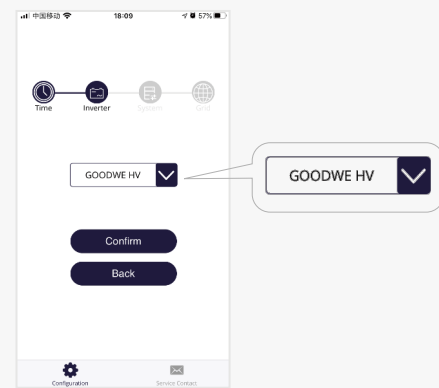 中国移动 18:09 57%
Time Inverter System Grid
GOODWE HV
GOODWE HV
Confirm
Back
Configuration Service Contact